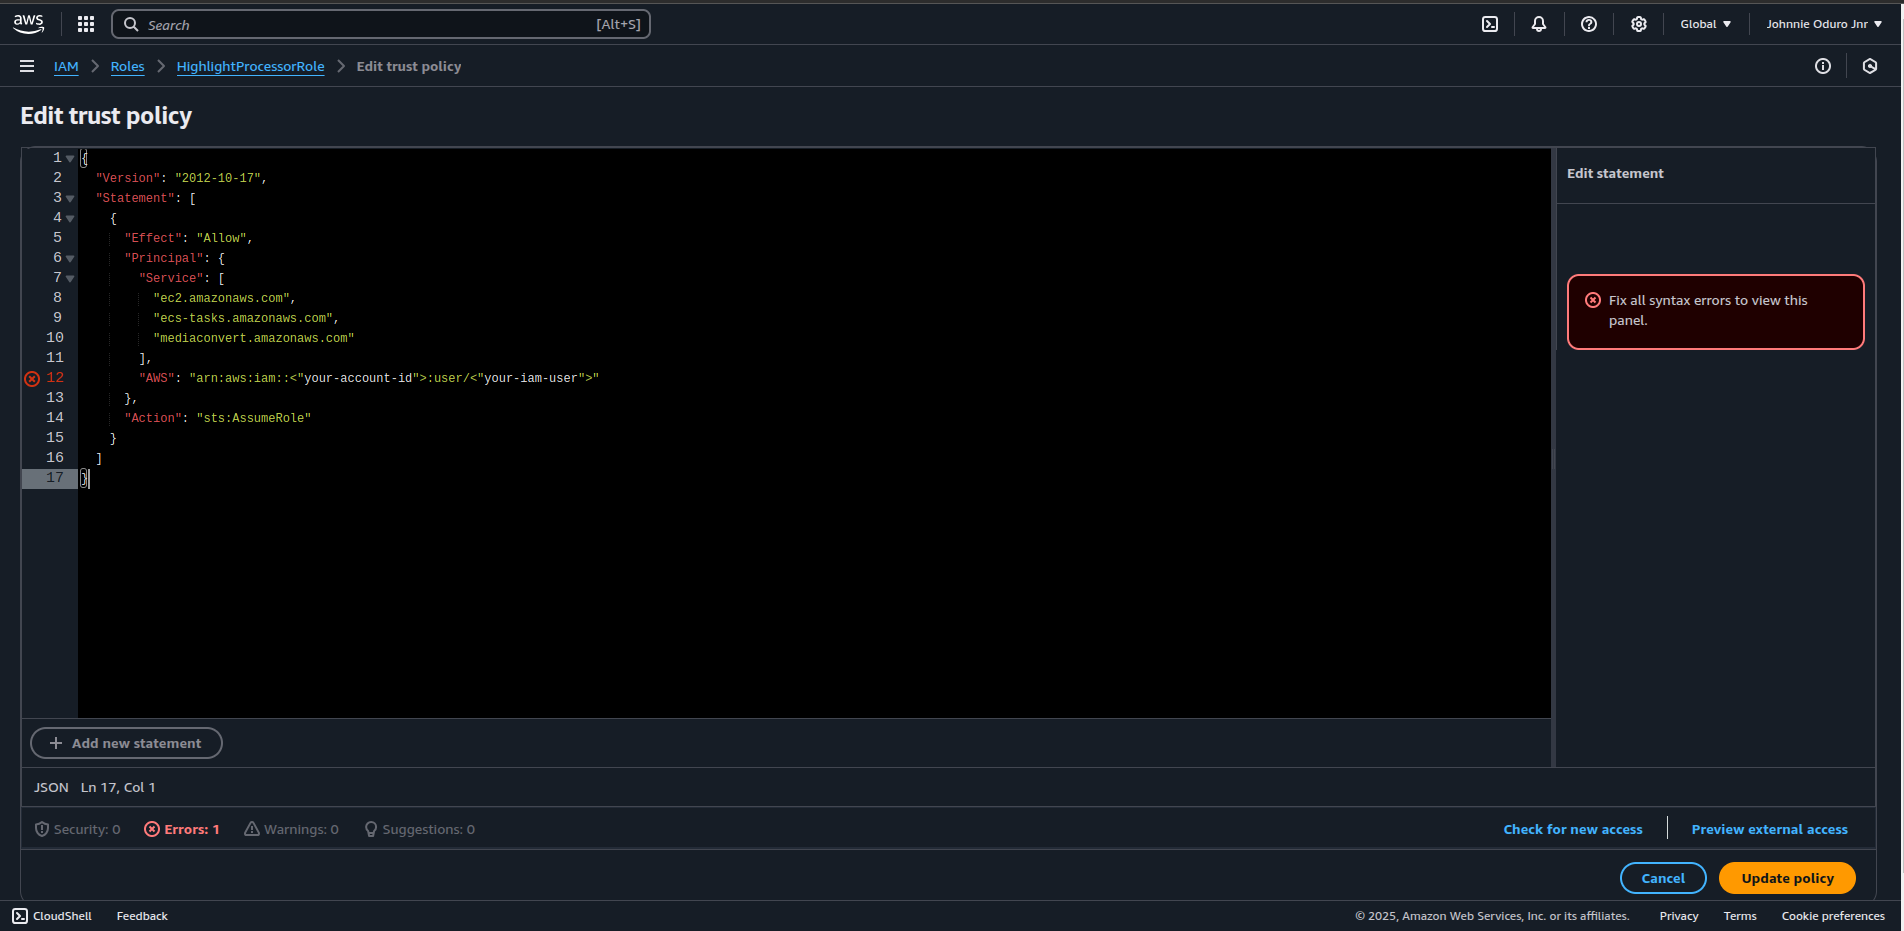 aws
Search [Alt+S]
Global
Johnnie Oduro Jnr
IAM
Roles
HighlightProcessorRole
Edit trust policy
Edit trust policy
1 {
2 "Version": "2012-10-17",
3 "Statement": [
4 {
5 "Effect": "Allow",
6 "Principal": {
7 "Service": [
8 "ec2.amazonaws.com",
9 "ecs-tasks.amazonaws.com",
10 "mediaconvert.amazonaws.com"
11 ],
12 "AWS": "arn:aws:iam::<"your-account-id">:user/<"your-iam-user">"
13 },
14 "Action": "sts:AssumeRole"
15 }
16 ]
17 }
Edit statement
Fix all syntax errors to view this
panel.
+ Add new statement
JSON Ln 17, Col 1
Security: 0
Errors: 1
Warnings: 0
Suggestions: 0
Check for new access
Preview external access
Cancel
Update policy
CloudShell
Feedback
© 2025, Amazon Web Services, Inc. or its affiliates.
Privacy
Terms
Cookie preferences